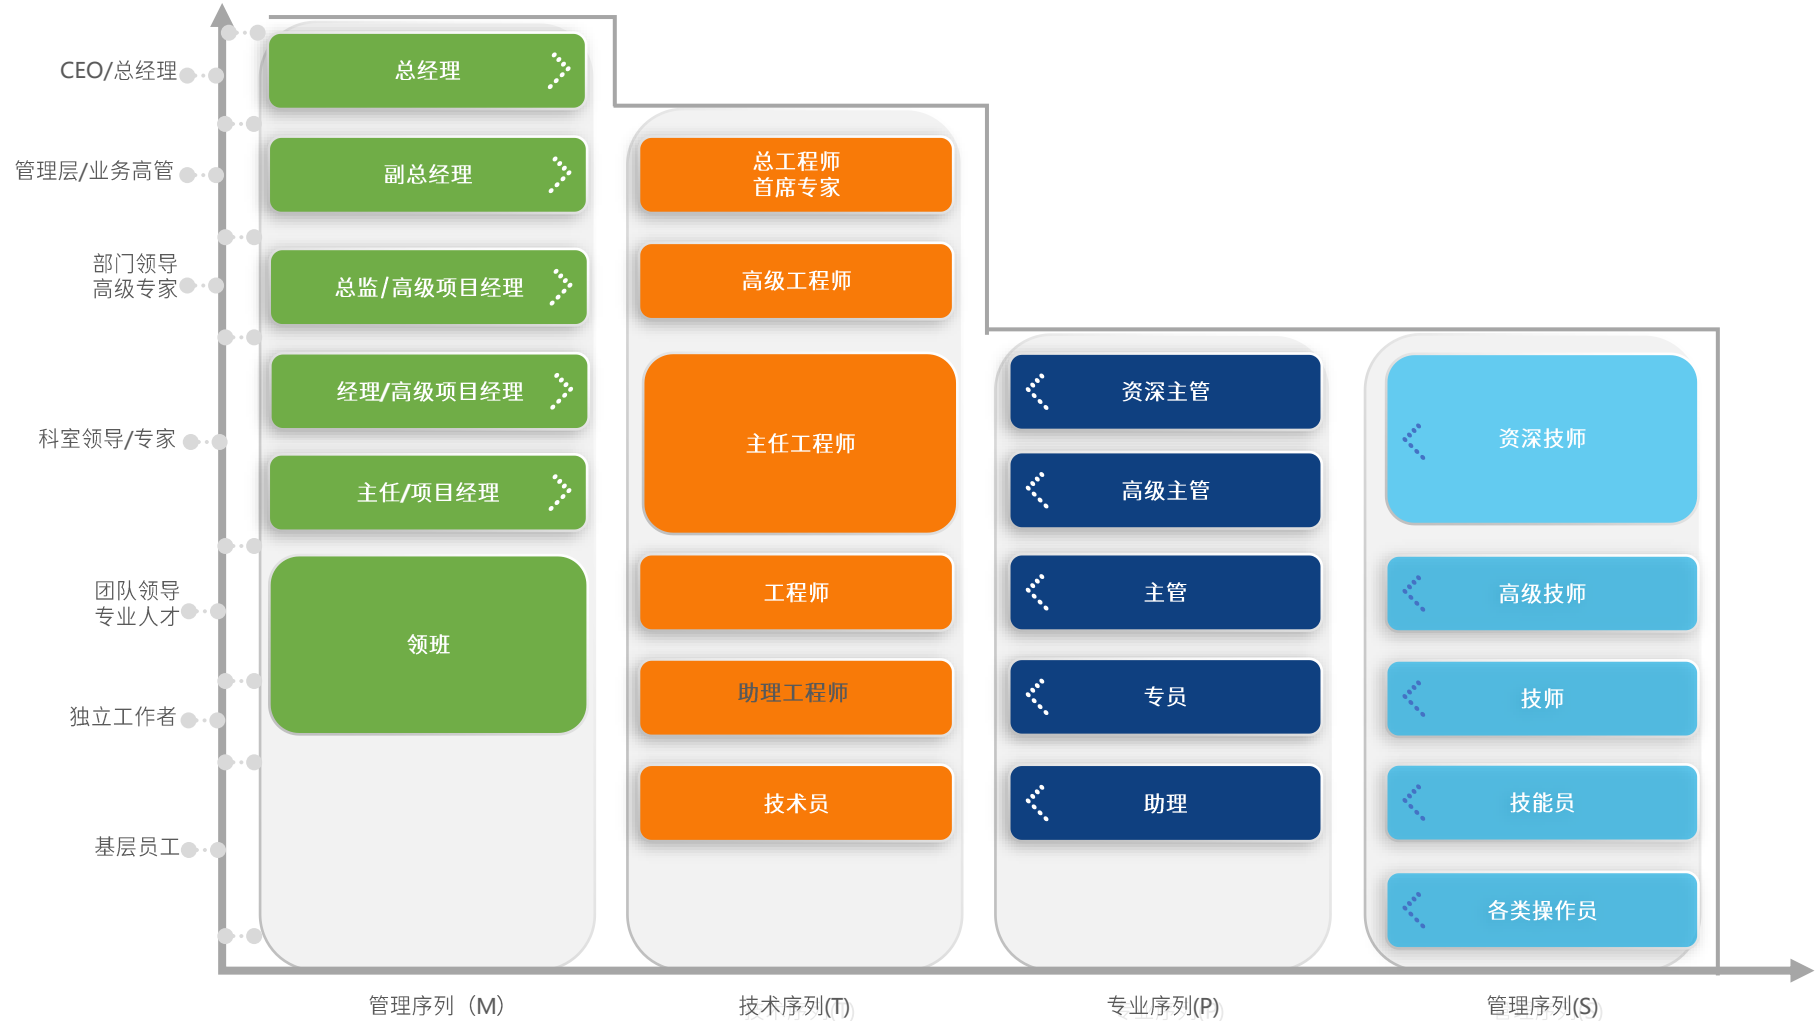 CEO/总经理
管理层/业务高管
部门领导
高级专家
科室领导/专家
团队领导
专业人才
独立工作者
基层员工
总经理
副总经理
总监/高级项目经理
经理/高级项目经理
主任/项目经理
领班
总工程师
首席专家
高级工程师
主任工程师
工程师
助理工程师
技术员
资深主管
高级主管
主管
专员
助理
资深技师
高级技师
技师
技能员
各类操作员
管理序列（M）
技术序列(T)
专业序列(P)
管理序列(S)